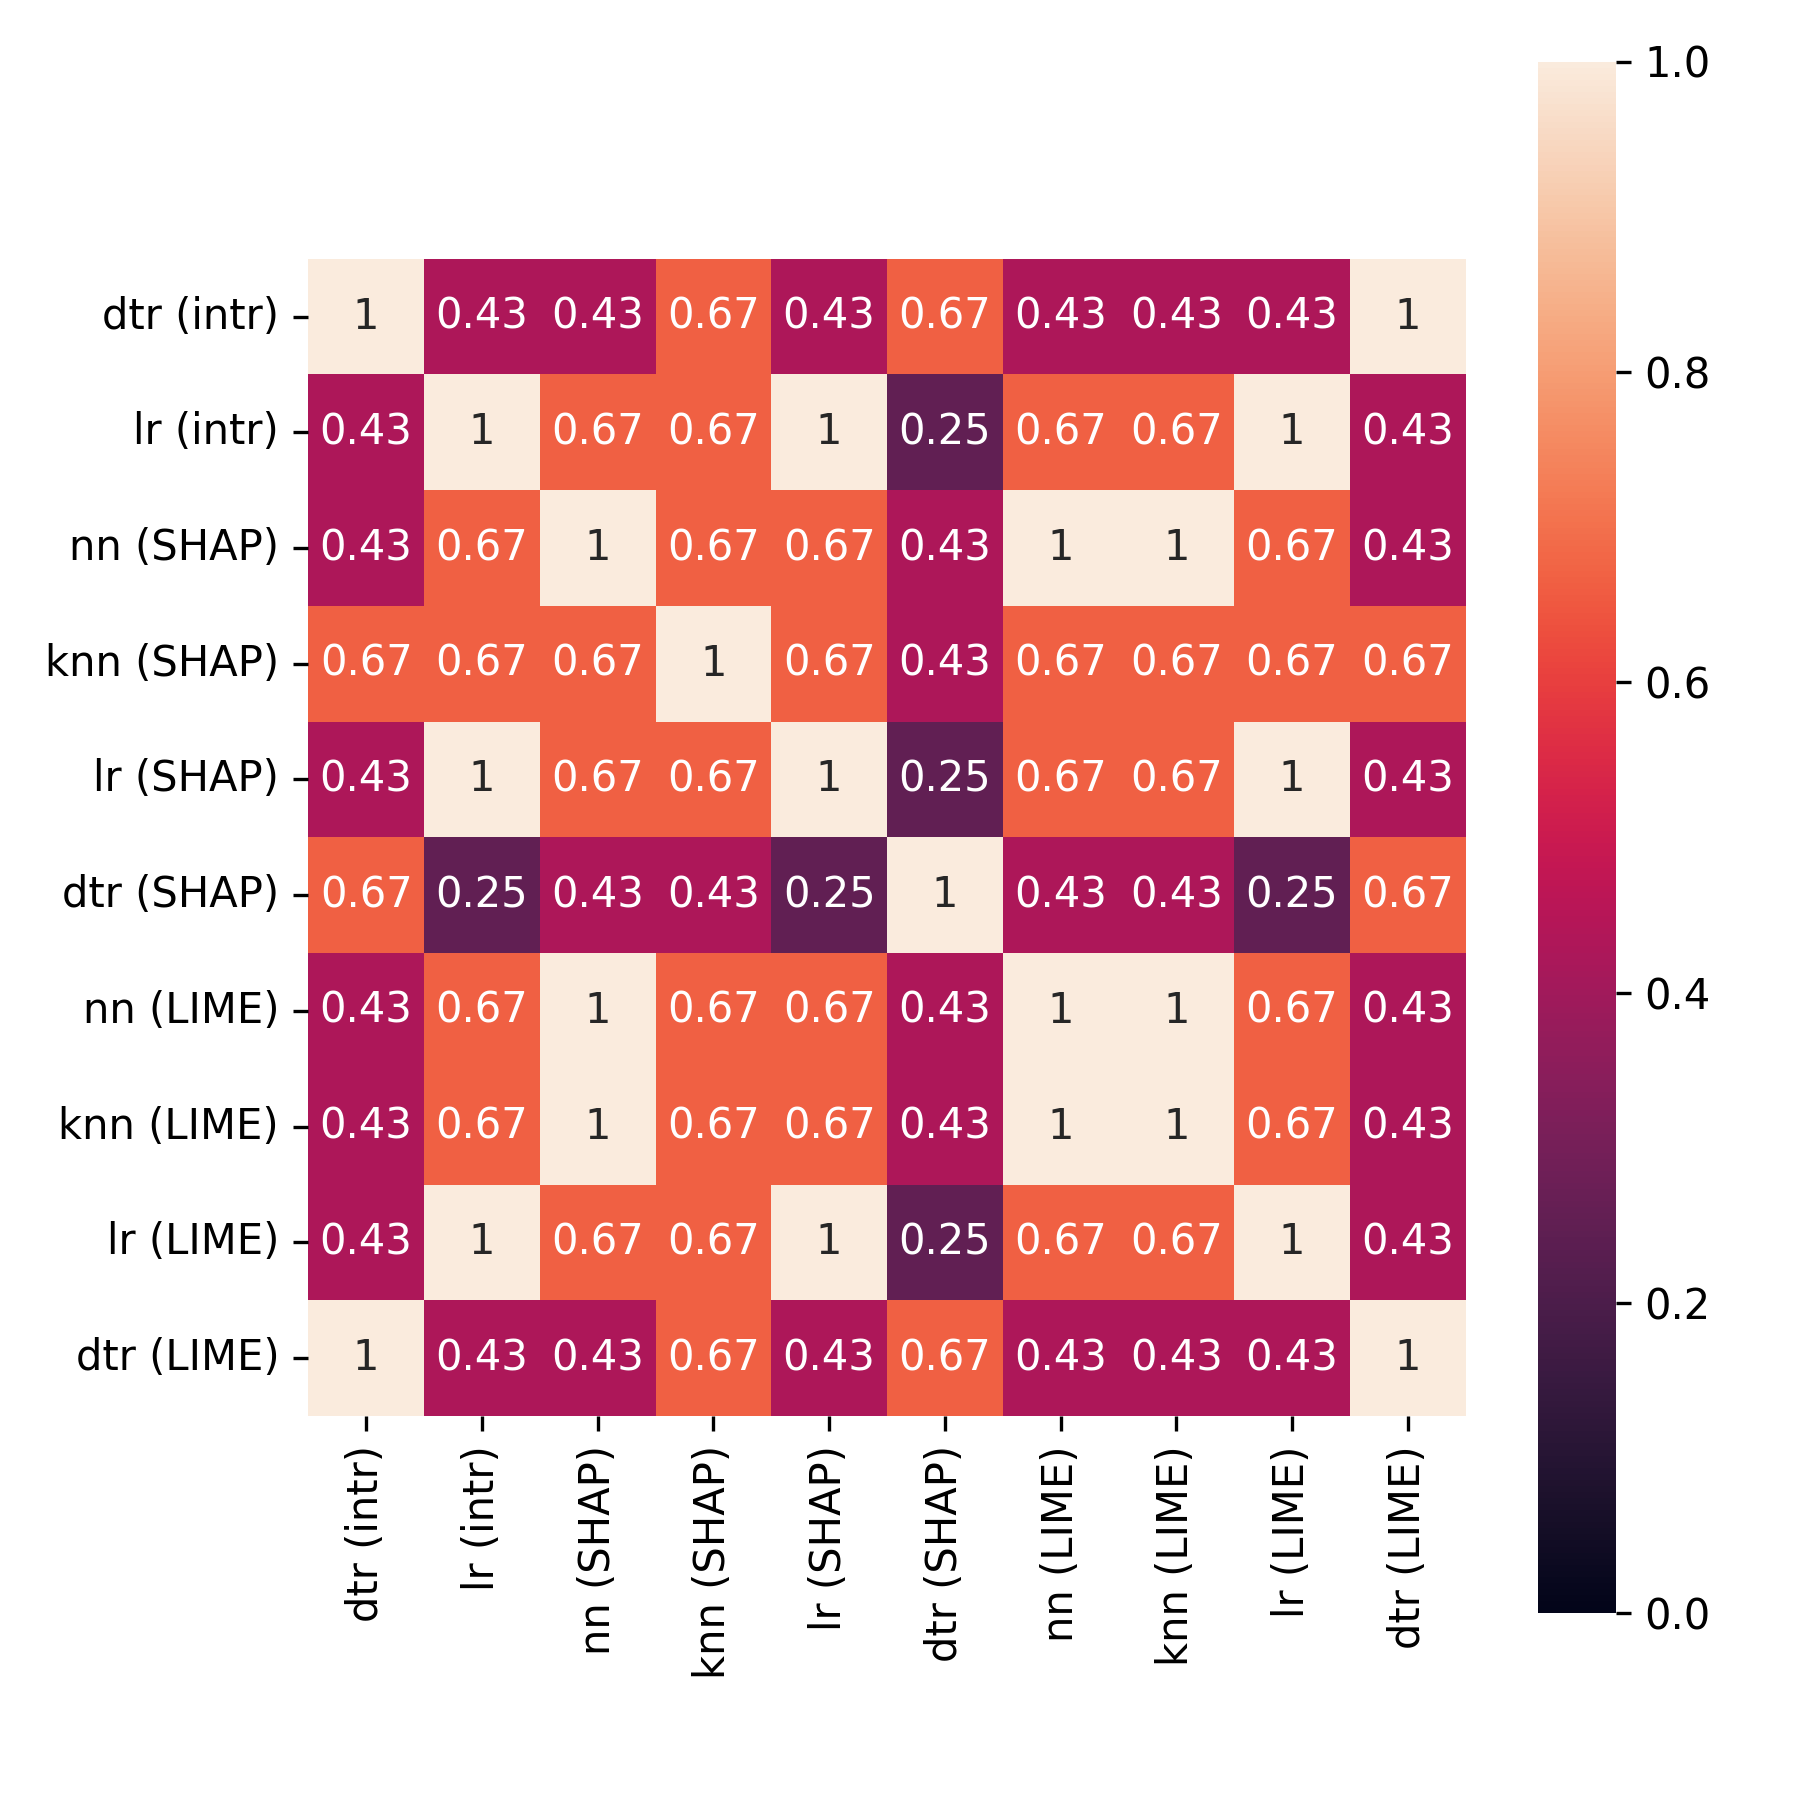 1.0
0.8
0.6
0.4
0.2
0.0
dtr (intr) 1 0.43 0.43 0.67 0.43 0.67 0.43 0.43 0.43 1
lr (intr) 0.43 1 0.67 0.67 1 0.25 0.67 0.67 1 0.43
nn (SHAP) 0.43 0.67 1 0.67 0.67 0.43 1 1 0.67 0.43
knn (SHAP) 0.67 0.67 0.67 1 0.67 0.43 0.67 0.67 0.67 0.67
lr (SHAP) 0.43 1 0.67 0.67 1 0.25 0.67 0.67 1 0.43
dtr (SHAP) 0.67 0.25 0.43 0.43 0.25 1 0.43 0.43 0.25 0.67
nn (LIME) 0.43 0.67 1 0.67 0.67 0.43 1 1 0.67 0.43
knn (LIME) 0.43 0.67 1 0.67 0.67 0.43 1 1 0.67 0.43
lr (LIME) 0.43 1 0.67 0.67 1 0.25 0.67 0.67 1 0.43
dtr (LIME) 1 0.43 0.43 0.67 0.43 0.67 0.43 0.43 0.43 1
dtr (intr)
lr (intr)
nn (SHAP)
knn (SHAP)
lr (SHAP)
dtr (SHAP)
nn (LIME)
knn (LIME)
lr (LIME)
dtr (LIME)